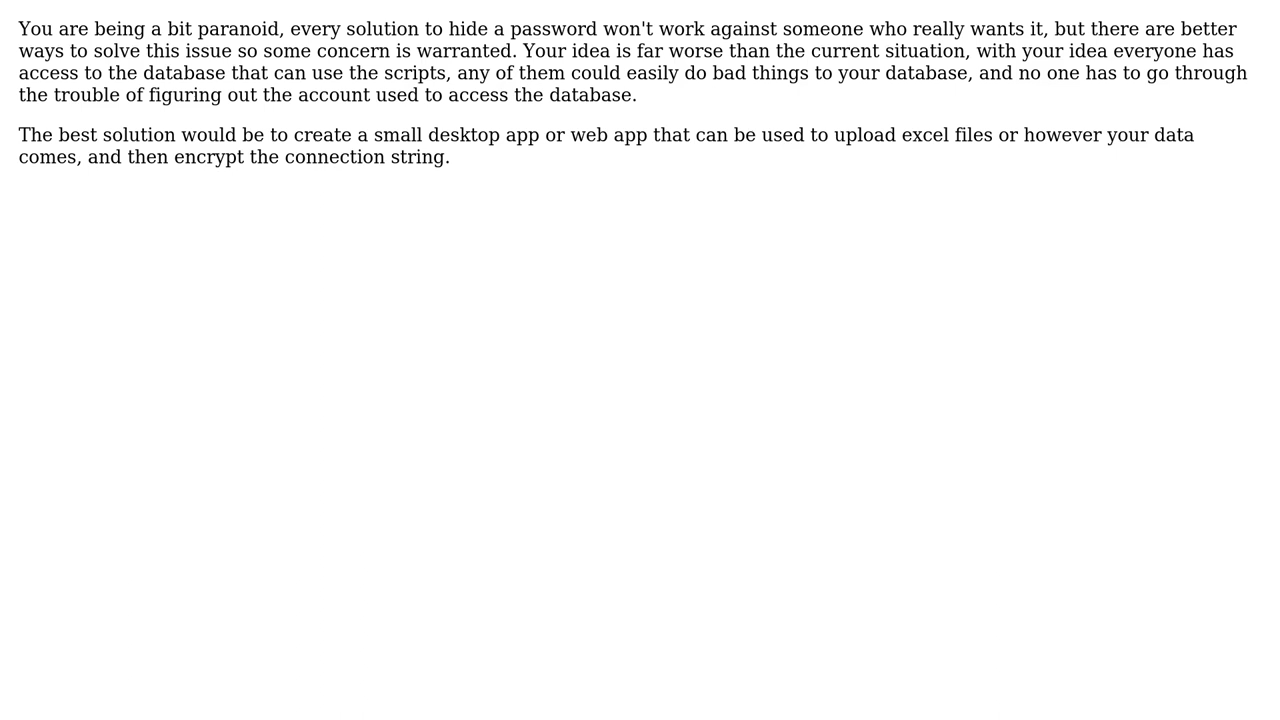 You are being a bit paranoid, every solution to hide a password won't work against someone who really wants it, but there are better
ways to solve this issue so some concern is warranted. Your idea is far worse than the current situation, with your idea everyone has
access to the database that can use the scripts, any of them could easily do bad things to your database, and no one has to go through
the trouble of figuring out the account used to access the database.
The best solution would be to create a small desktop app or web app that can be used to upload excel files or however your data
comes, and then encrypt the connection string.